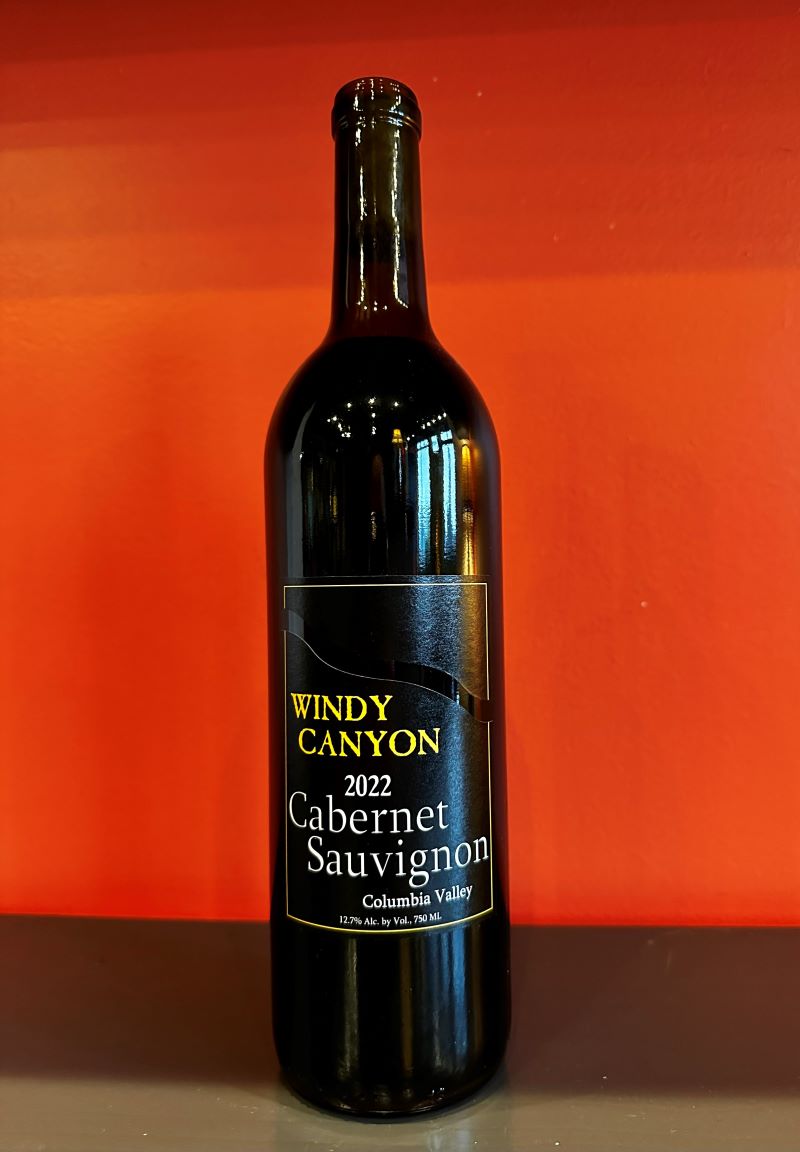 WINDY
CANYON
2022
Cabernet
Sauvignon
Columbia Valley
12.7% Alc. by Vol., 750 ML